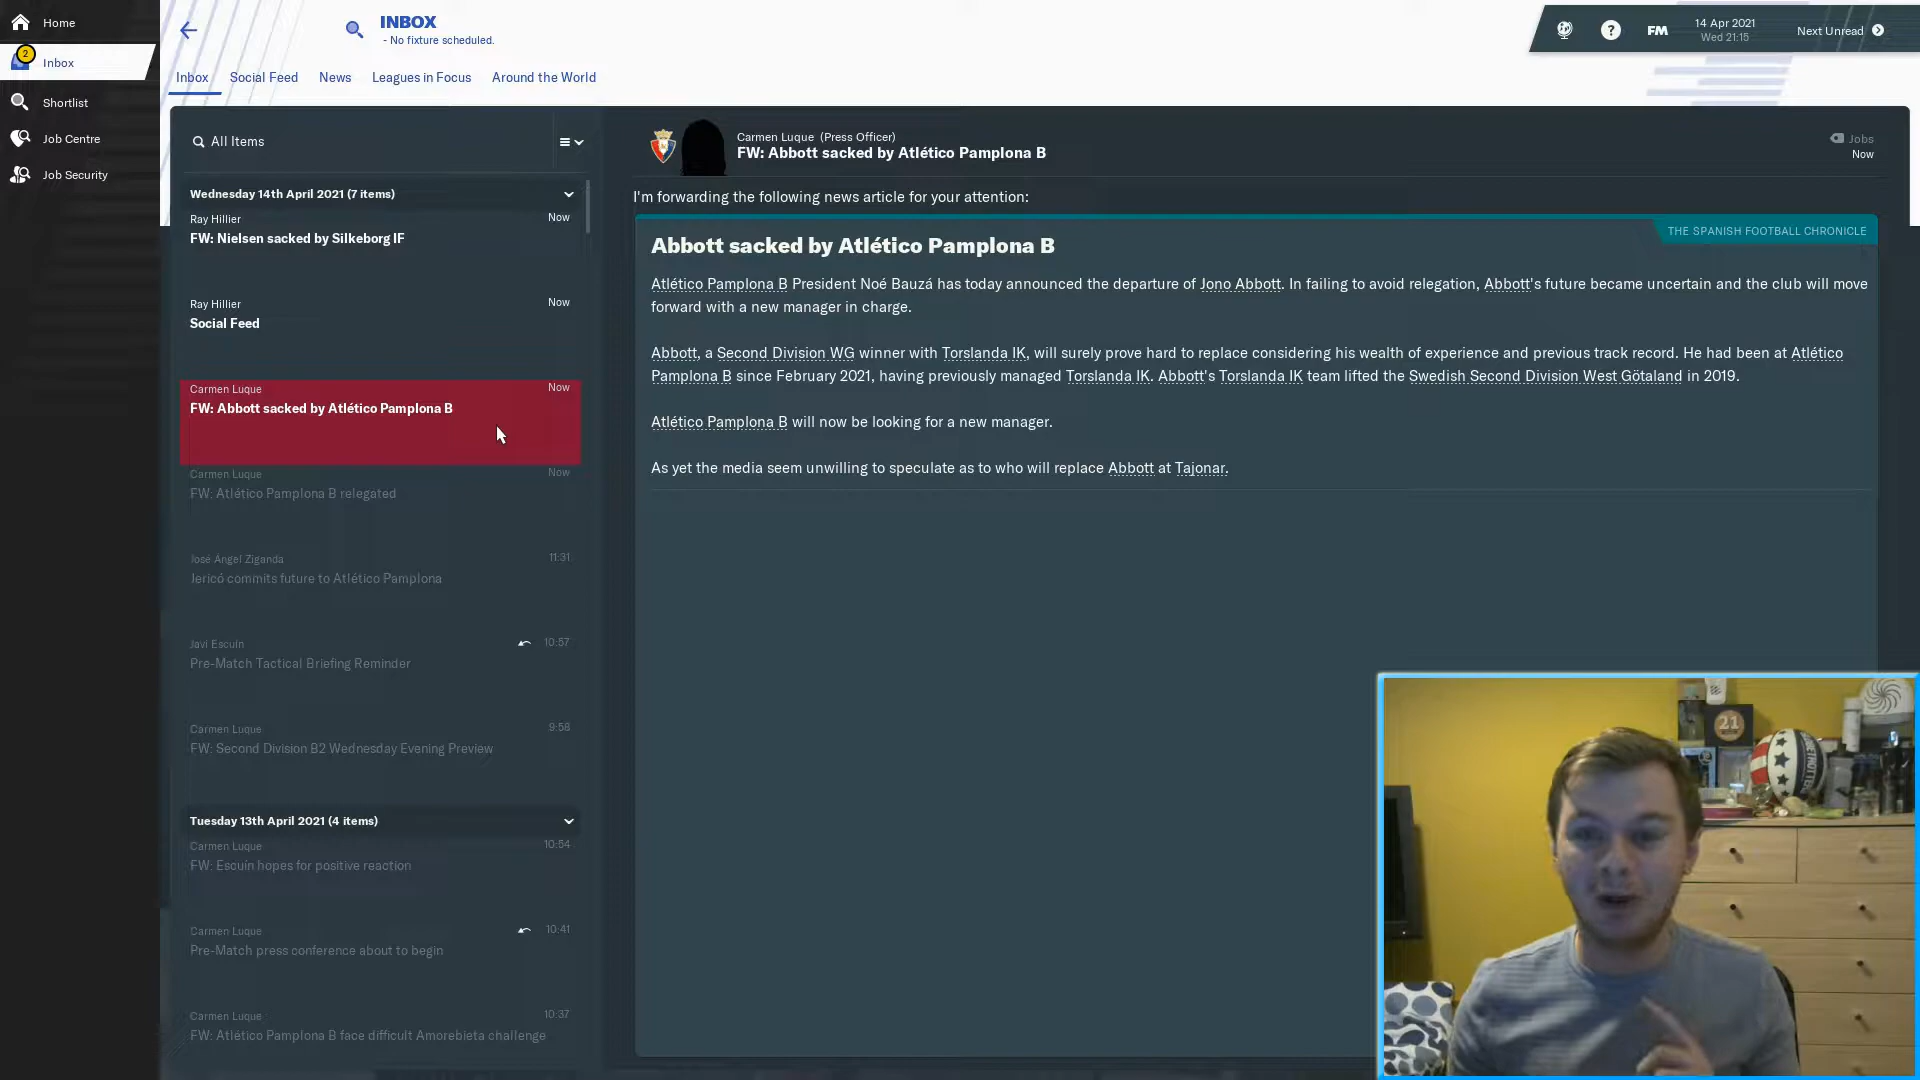 Home
2
Inbox
Shortlist
Job Centre
Job Security
INBOX
- No fixture scheduled.
?
FM
14 Apr 2021
Wed 21:15
Next Unread
Inbox
Social Feed
News
Leagues in Focus
Around the World
All Items
Wednesday 14th April 2021 (7 items)
Ray Hillier
Now
FW: Nielsen sacked by Silkeborg IF
Ray Hillier
Now
Social Feed
Carmen Luque
Now
FW: Abbott sacked by Atlético Pamplona B
Carmen Luque
Now
FW: Atlético Pamplona B relegated
José Ángel Ziganda
11:31
Jericó commits future to Atlético Pamplona
Javi Escuín
10:57
Pre-Match Tactical Briefing Reminder
Carmen Luque
9:58
FW: Second Division B2 Wednesday Evening Preview
Tuesday 13th April 2021 (4 items)
Carmen Luque
10:54
FW: Escuín hopes for positive reaction
Carmen Luque
10:41
Pre-Match press conference about to begin
Carmen Luque
10:37
FW: Atlético Pamplona B face difficult Amorebieta challenge
Carmen Luque (Press Officer)
FW: Abbott sacked by Atlético Pamplona B
Jobs
Now
I'm forwarding the following news article for your attention:
THE SPANISH FOOTBALL CHRONICLE
Abbott sacked by Atlético Pamplona B
Atlético Pamplona B President Noé Bauzá has today announced the departure of Jono Abbott. In failing to avoid relegation, Abbott's future became uncertain and the club will move
forward with a new manager in charge.
Abbott, a Second Division WG winner with Torslanda IK, will surely prove hard to replace considering his wealth of experience and previous track record. He had been at Atlético
Pamplona B since February 2021, having previously managed Torslanda IK. Abbott's Torslanda IK team lifted the Swedish Second Division West Götaland in 2019.
Atlético Pamplona B will now be looking for a new manager.
As yet the media seem unwilling to speculate as to who will replace Abbott at Tajonar.
21